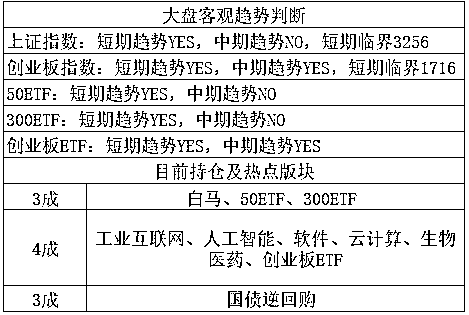 大盘客观趋势判断
上证指数：短期趋势YES，中期趋势NO，短期临界3256
创业板指数：短期趋势YES，中期趋势YES，短期临界1716
50ETF：短期趋势YES，中期趋势NO
300ETF：短期趋势YES，中期趋势NO
创业板ETF：短期趋势YES，中期趋势YES
目前持仓及热点版块
3成 白马、50ETF、300ETF
4成 工业互联网、人工智能、软件、云计算、生物
医药、创业板ETF
3成 国债逆回购